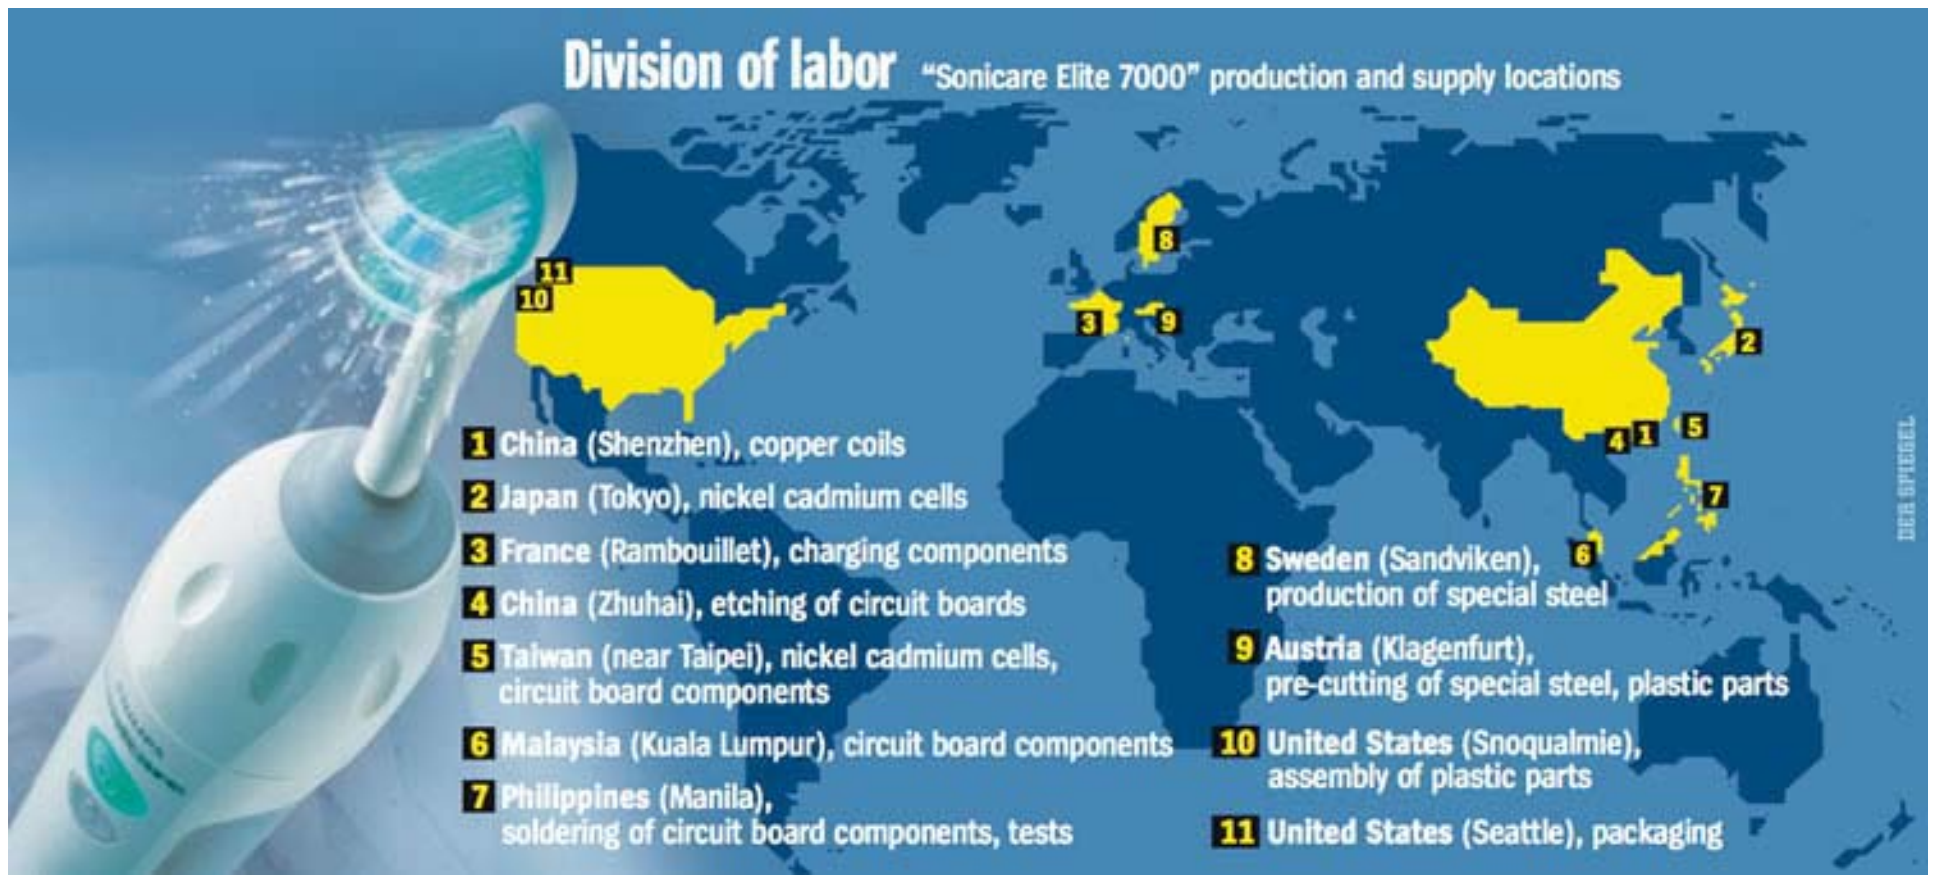 Division of labor "Sonicare Elite 7000" production and supply locations
11
10
8
3
9
2
4
1
5
7
6
1 China (Shenzhen), copper coils
2 Japan (Tokyo), nickel cadmium cells
3 France (Rambouillet), charging components
4 China (Zhuhai), etching of circuit boards
5 Taiwan (near Taipei), nickel cadmium cells,
circuit board components
6 Malaysia (Kuala Lumpur), circuit board components
7 Philippines (Manila),
soldering of circuit board components, tests
8 Sweden (Sandviken),
production of special steel
9 Austria (Klagenfurt),
pre-cutting of special steel, plastic parts
10 United States (Snoqualmie),
assembly of plastic parts
11 United States (Seattle), packaging
DER SPIEGEL